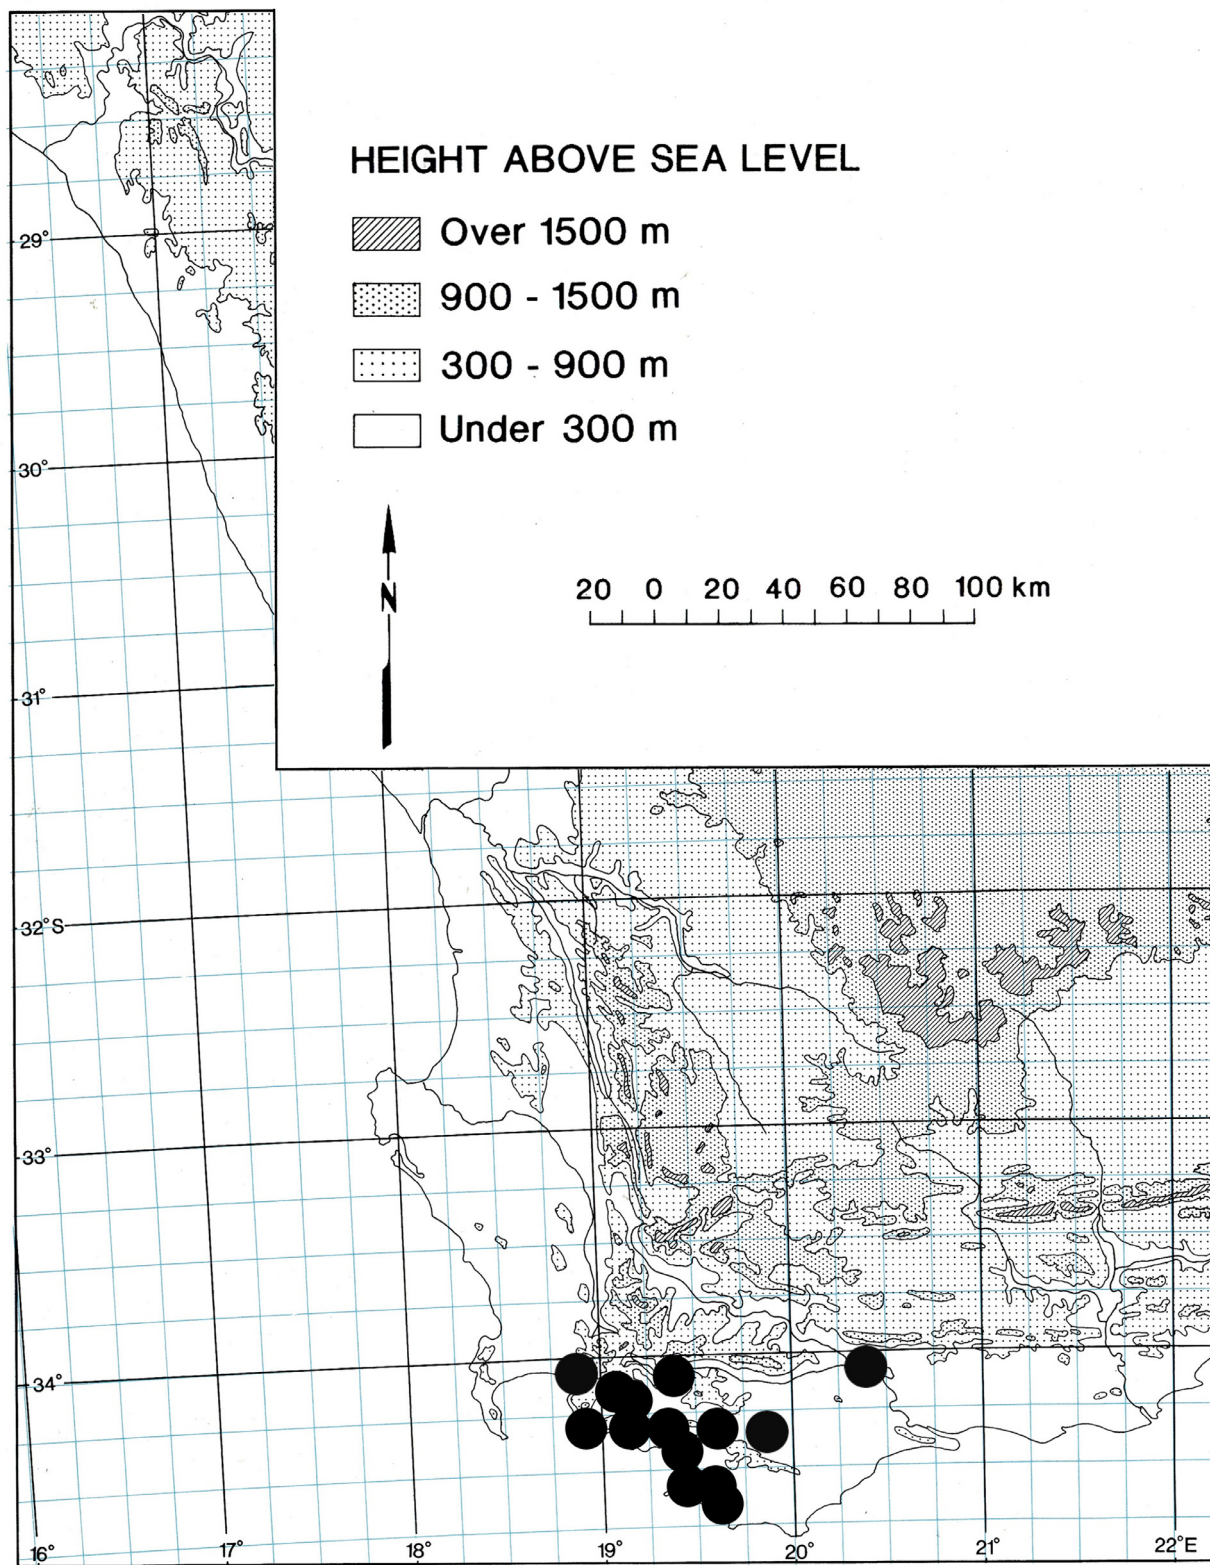 HEIGHT ABOVE SEA LEVEL
Over 1500 m
900 - 1500 m
300 - 900 m
Under 300 m
N
20 0 20 40 60 80 100 km
29°
30°
31°
32°S
33°
34°
16° 17° 18° 19° 20° 21° 22°E